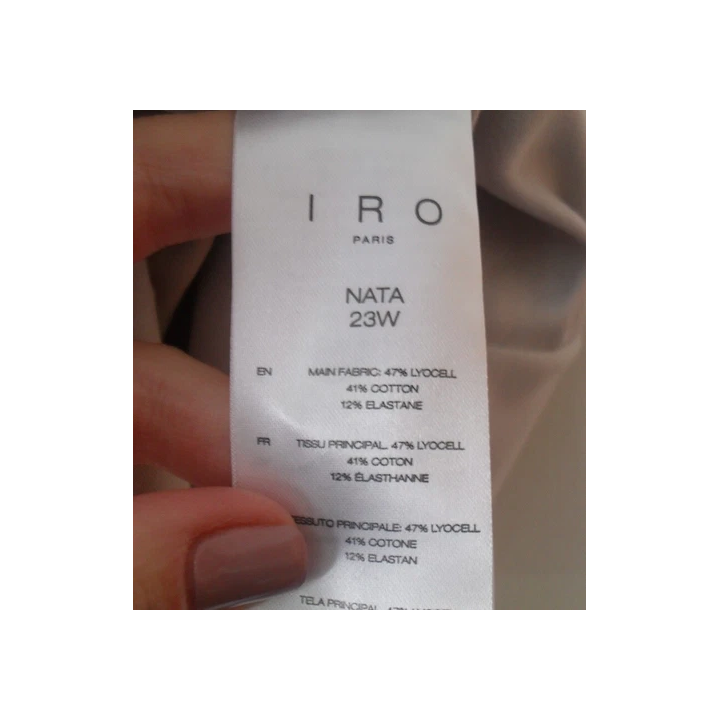 IRO
PARIS
NATA
23W
EN MAIN FABRIC: 47% LYOCELL
41% COTTON
12% ELASTANE
FR TISSU PRINCIPAL. 47% LYOCELL
41% COTON
12% ÉLASTHANNE
PRINCIPALE: 47% LYOCELL
41% COTONE
12% ELASTAN
TELA PRINCIPAL